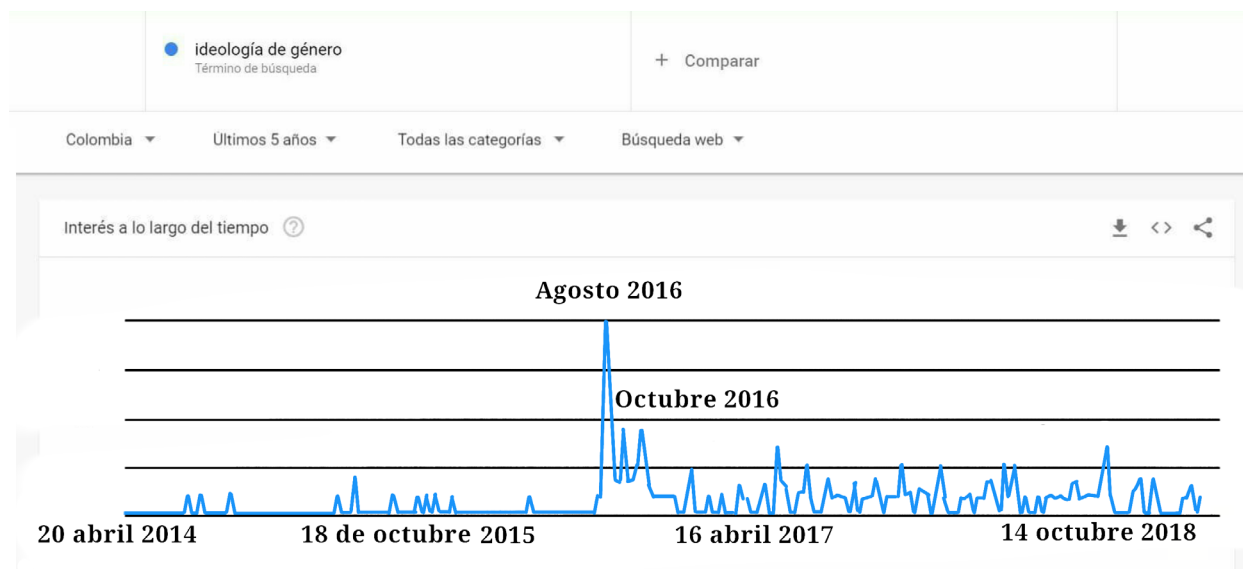 ideología de género
Término de búsqueda
+ Comparar
Colombia
Últimos 5 años
Todas las categorías
Búsqueda web
Interés a lo largo del tiempo
Agosto 2016
Octubre 2016
20 abril 2014
18 de octubre 2015
16 abril 2017
14 octubre 2018